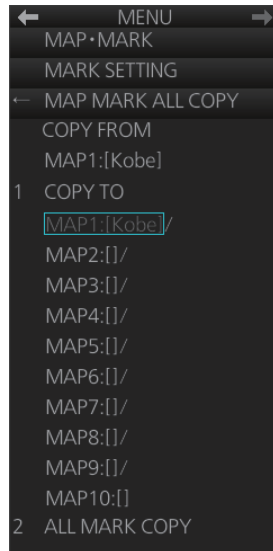 MENU
MAP•MARK
MARK SETTING
MAP MARK ALL COPY
COPY FROM
MAP1:[Kobe]
1 COPY TO
MAP1:[Kobe]/
MAP2:[]/
MAP3:[]/
MAP4:[]/
MAP5:[]/
MAP6:[]/
MAP7:[]/
MAP8:[]/
MAP9:[]/
MAP10:[]
2 ALL MARK COPY